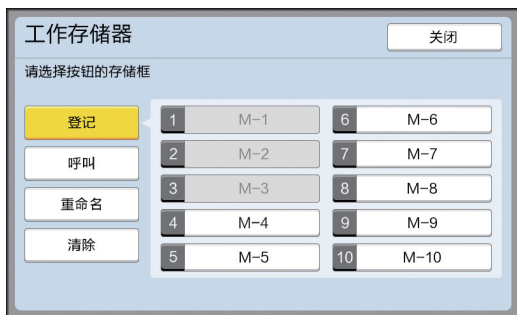 工作存储器
关闭
请选择按钮的存储框
登记
呼叫
重命名
清除
1 M-1
2 M-2
3 M-3
4 M-4
5 M-5
6 M-6
7 M-7
8 M-8
9 M-9
10 M-10